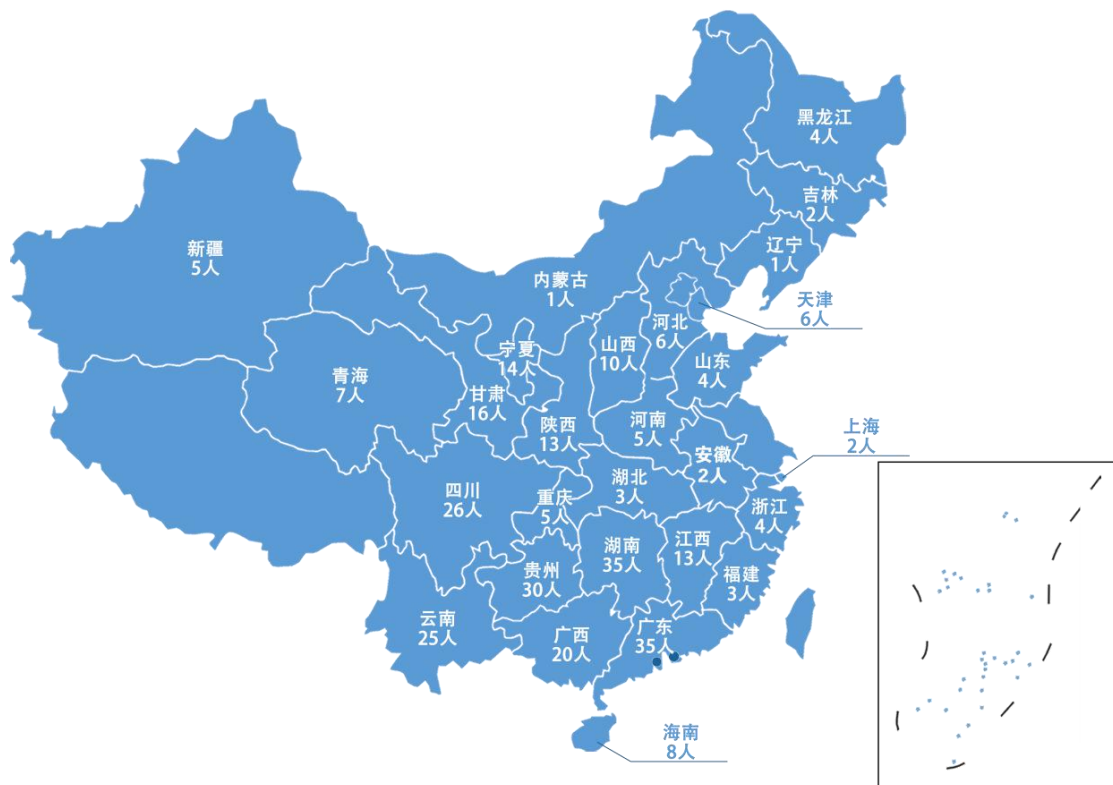 黑龙江
4人
吉林
2人
辽宁
1人
新疆
5人
内蒙古
1人
天津
6人
河北
6人
山西
10人
宁夏
14人
山东
4人
青海
7人
甘肃
16人
陕西
13人
河南
5人
上海
2人
安徽
2人
四川
26人
重庆
5人
湖北
3人
浙江
4人
湖南
35人
江西
13人
贵州
30人
福建
3人
云南
25人
广西
20人
广东
35人
海南
8人